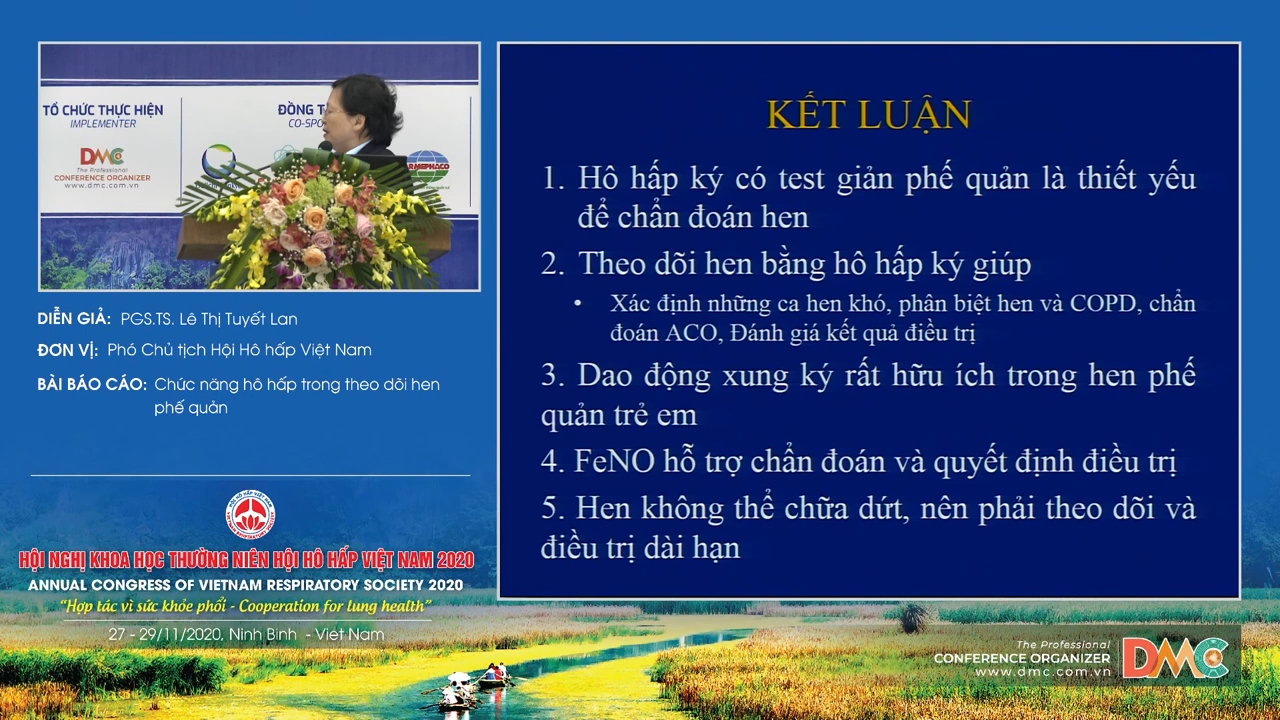 TỔ CHỨC THỰC HIỆN
IMPLEMENTER
DMC
The Professional
CONFERENCE ORGANIZER
www.dmc.com.vn
ĐỒNG
CO-SPO
DIỄN GIẢ: PGS.TS. Lê Thị Tuyết Lan
ĐƠN VỊ: Phó Chủ tịch Hội Hô hấp Việt Nam
BÀI BÁO CÁO: Chức năng hô hấp trong theo dõi hen
phế quản
HỘI NGHỊ KHOA HỌC THƯỜNG NIÊN HỘI HÔ HẤP VIỆT NAM 2020
ANNUAL CONGRESS OF VIETNAM RESPIRATORY SOCIETY 2020
“Hợp tác vì sức khỏe phổi - Cooperation for lung health”
27 - 29/11/2020, Ninh Bình - Việt Nam
KẾT LUẬN
1. Hô hấp ký có test giản phế quản là thiết yếu
để chẩn đoán hen
2. Theo dõi hen bằng hô hấp ký giúp
• Xác định những ca hen khó, phân biệt hen và COPD, chẩn
đoán ACO, Đánh giá kết quả điều trị
3. Dao động xung ký rất hữu ích trong hen phế
quản trẻ em
4. FeNO hỗ trợ chẩn đoán và quyết định điều trị
5. Hen không thể chữa dứt, nên phải theo dõi và
điều trị dài hạn
The Professional
CONFERENCE ORGANIZER
www.dmc.com.vn
DMC